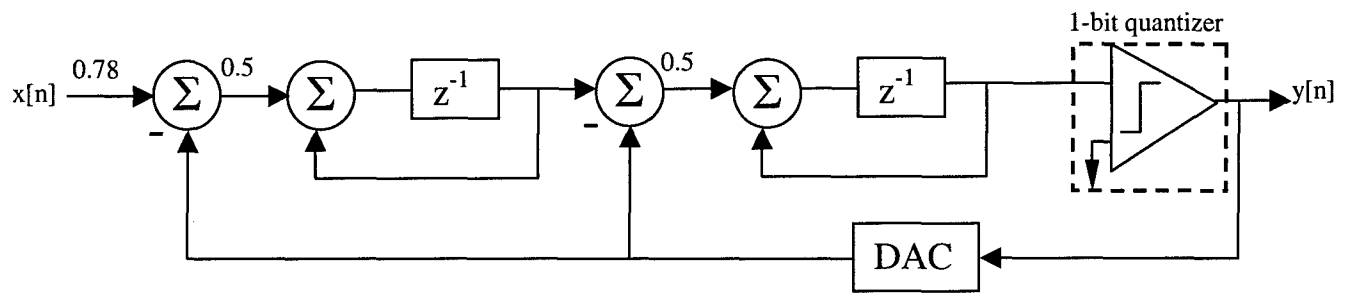 1-bit quantizer
x[n] 0.78 Σ 0.5 Σ z⁻¹ Σ 0.5 Σ z⁻¹ y[n]
− −
DAC